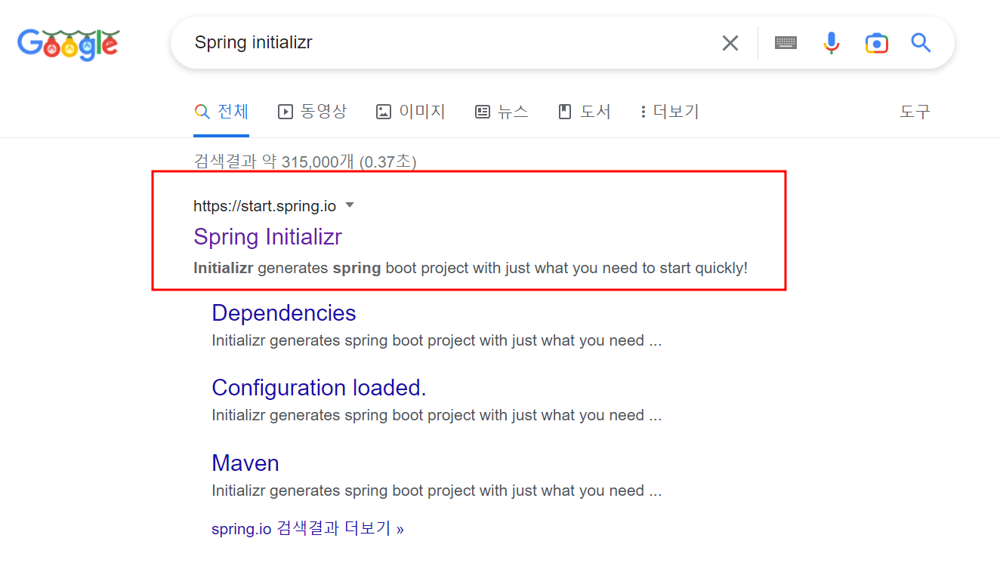 Google
Spring initializr
전체 동영상 이미지 뉴스 도서 더보기 도구
검색결과 약 315,000개 (0.37초)
https://start.spring.io
Spring Initializr
Initializr generates spring boot project with just what you need to start quickly!
Dependencies
Initializr generates spring boot project with just what you need ...
Configuration loaded.
Initializr generates spring boot project with just what you need ...
Maven
Initializr generates spring boot project with just what you need ...
spring.io 검색결과 더보기 »